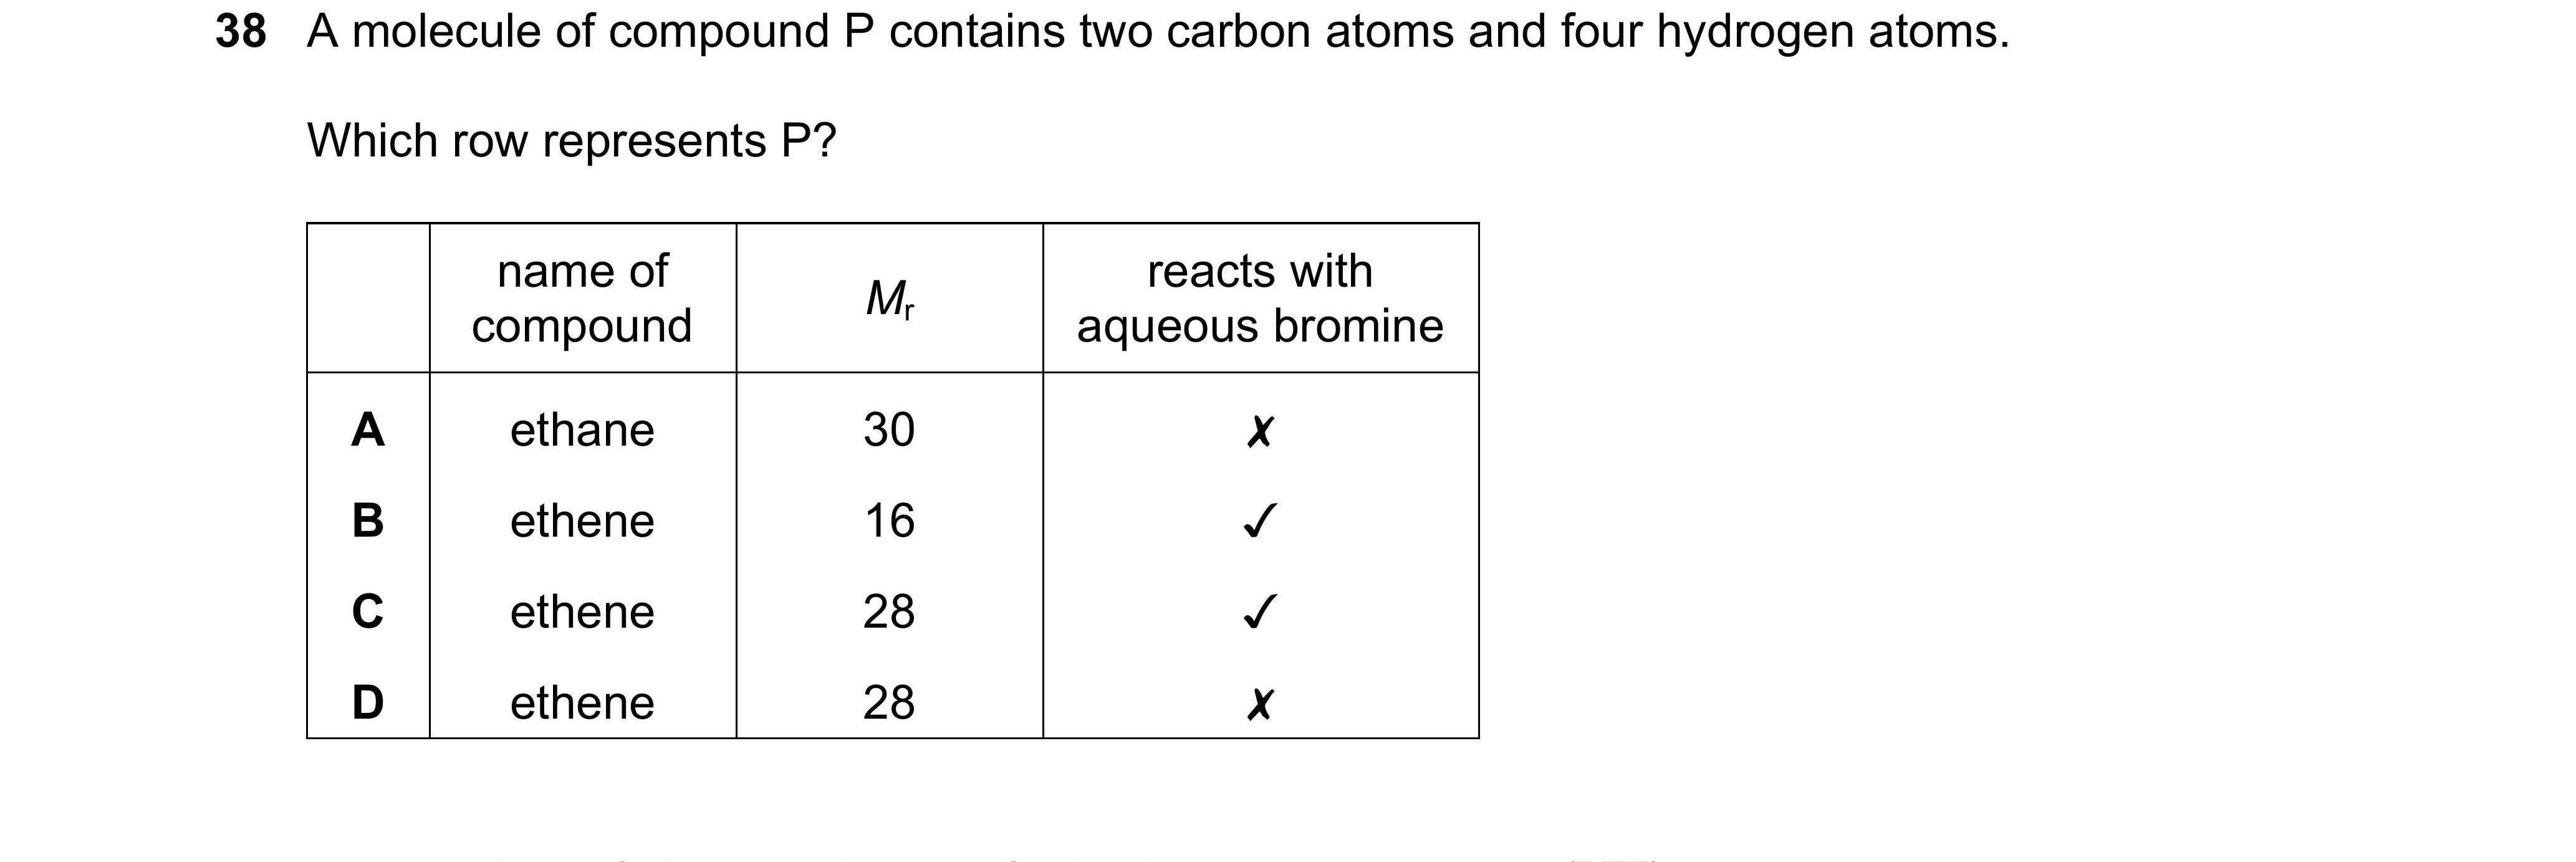 38 A molecule of compound P contains two carbon atoms and four hydrogen atoms.
Which row represents P?
name of compound Mr reacts with aqueous bromine
A ethane 30 ✗
B ethene 16 ✓
C ethene 28 ✓
D ethene 28 ✗